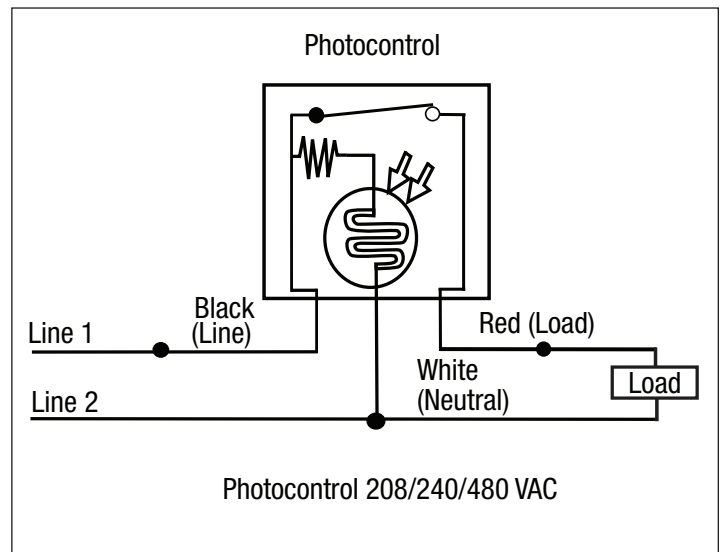 Photocontrol
Black
(Line)
Line 1
Red (Load)
White
(Neutral)
Load
Line 2
Photocontrol 208/240/480 VAC